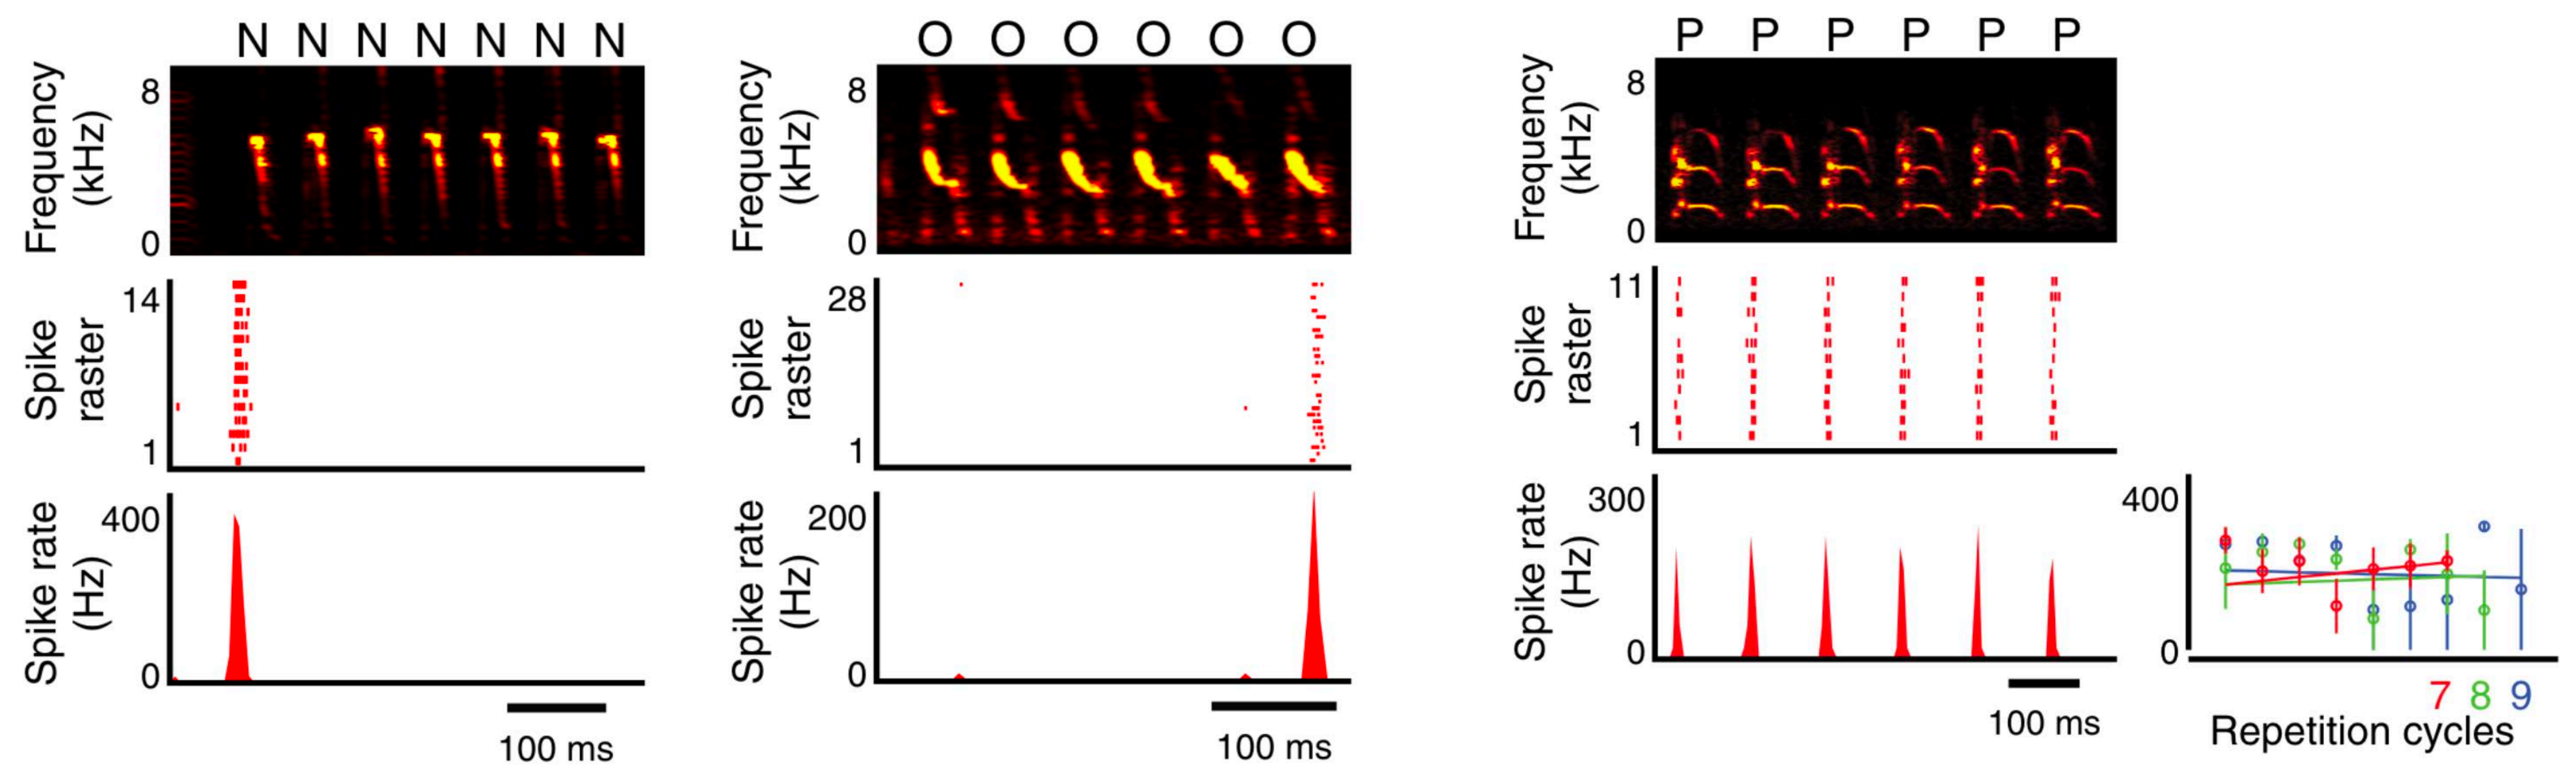 N N N N N N N
Frequency
(kHz)
8
0
Spike
raster
14
1
Spike rate
(Hz)
400
0
100 ms
O O O O O O
Frequency
(kHz)
8
0
Spike
raster
28
1
Spike rate
(Hz)
200
0
100 ms
P P P P P P
Frequency
(kHz)
8
0
Spike
raster
11
1
Spike rate
(Hz)
300
0
100 ms
400
0
7 8 9
Repetition cycles